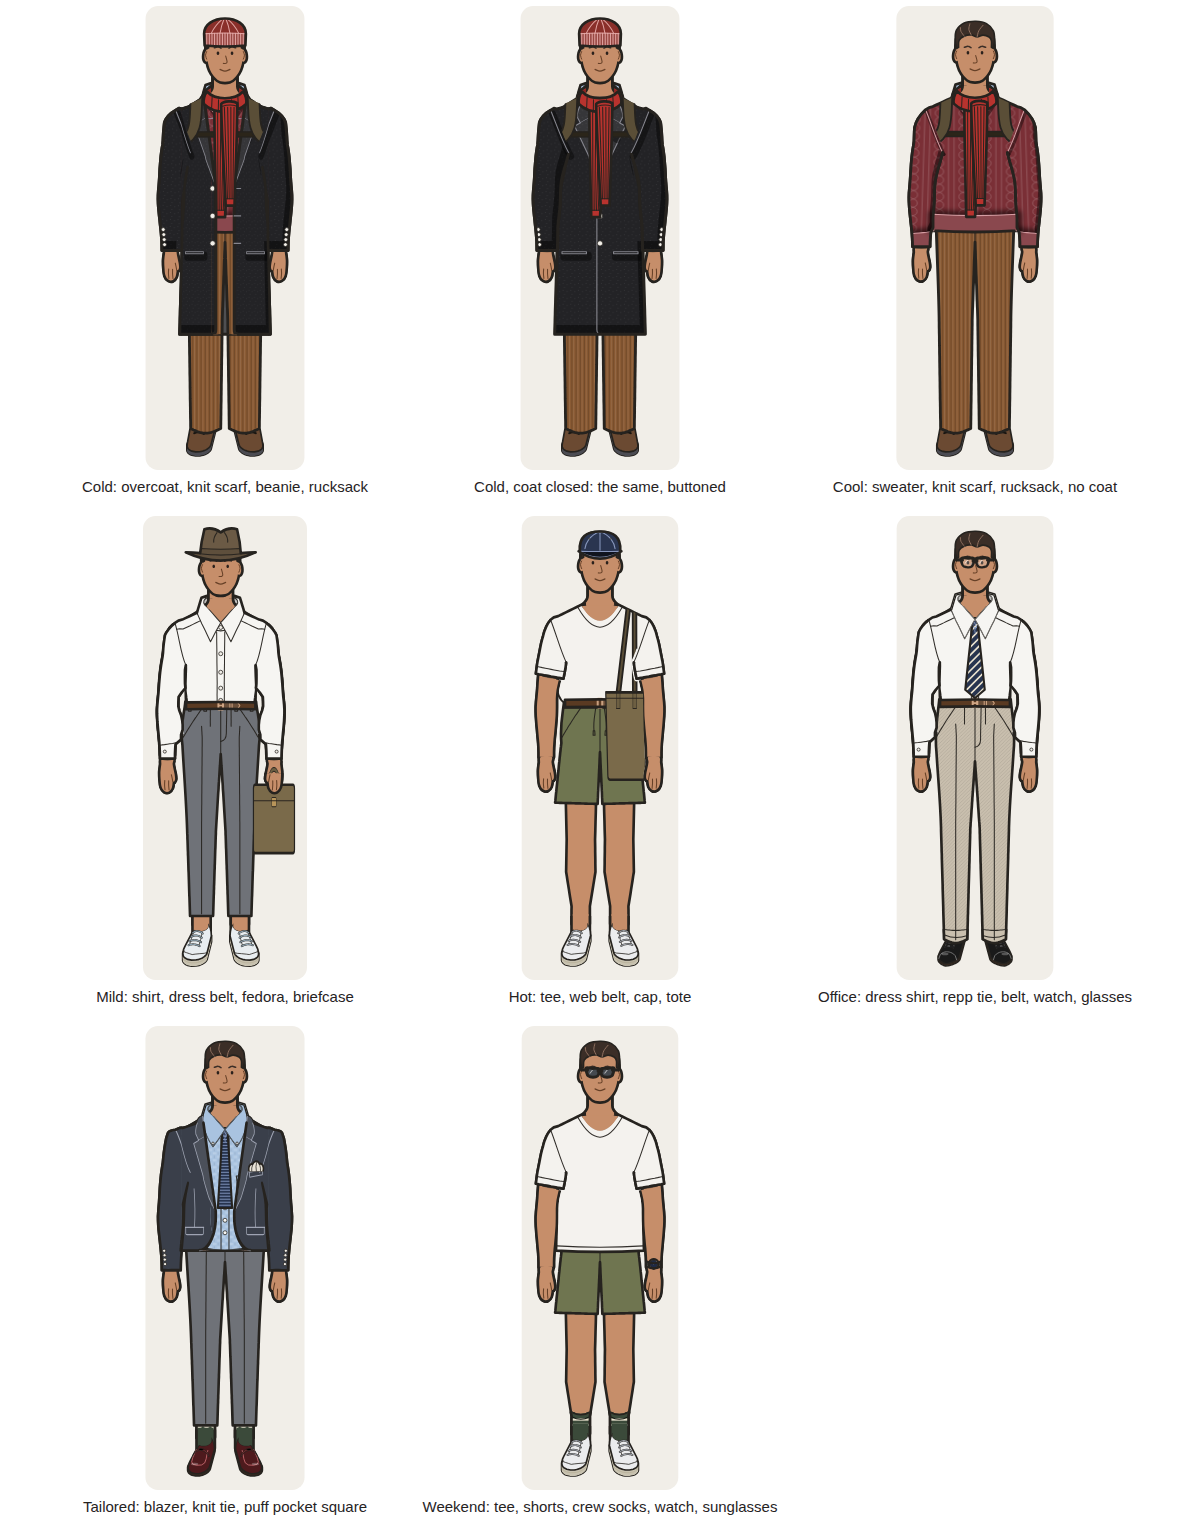 Cold: overcoat, knit scarf, beanie, rucksack
Cold, coat closed: the same, buttoned
Cool: sweater, knit scarf, rucksack, no coat
Mild: shirt, dress belt, fedora, briefcase
Hot: tee, web belt, cap, tote
Office: dress shirt, repp tie, belt, watch, glasses
Tailored: blazer, knit tie, puff pocket square
Weekend: tee, shorts, crew socks, watch, sunglasses